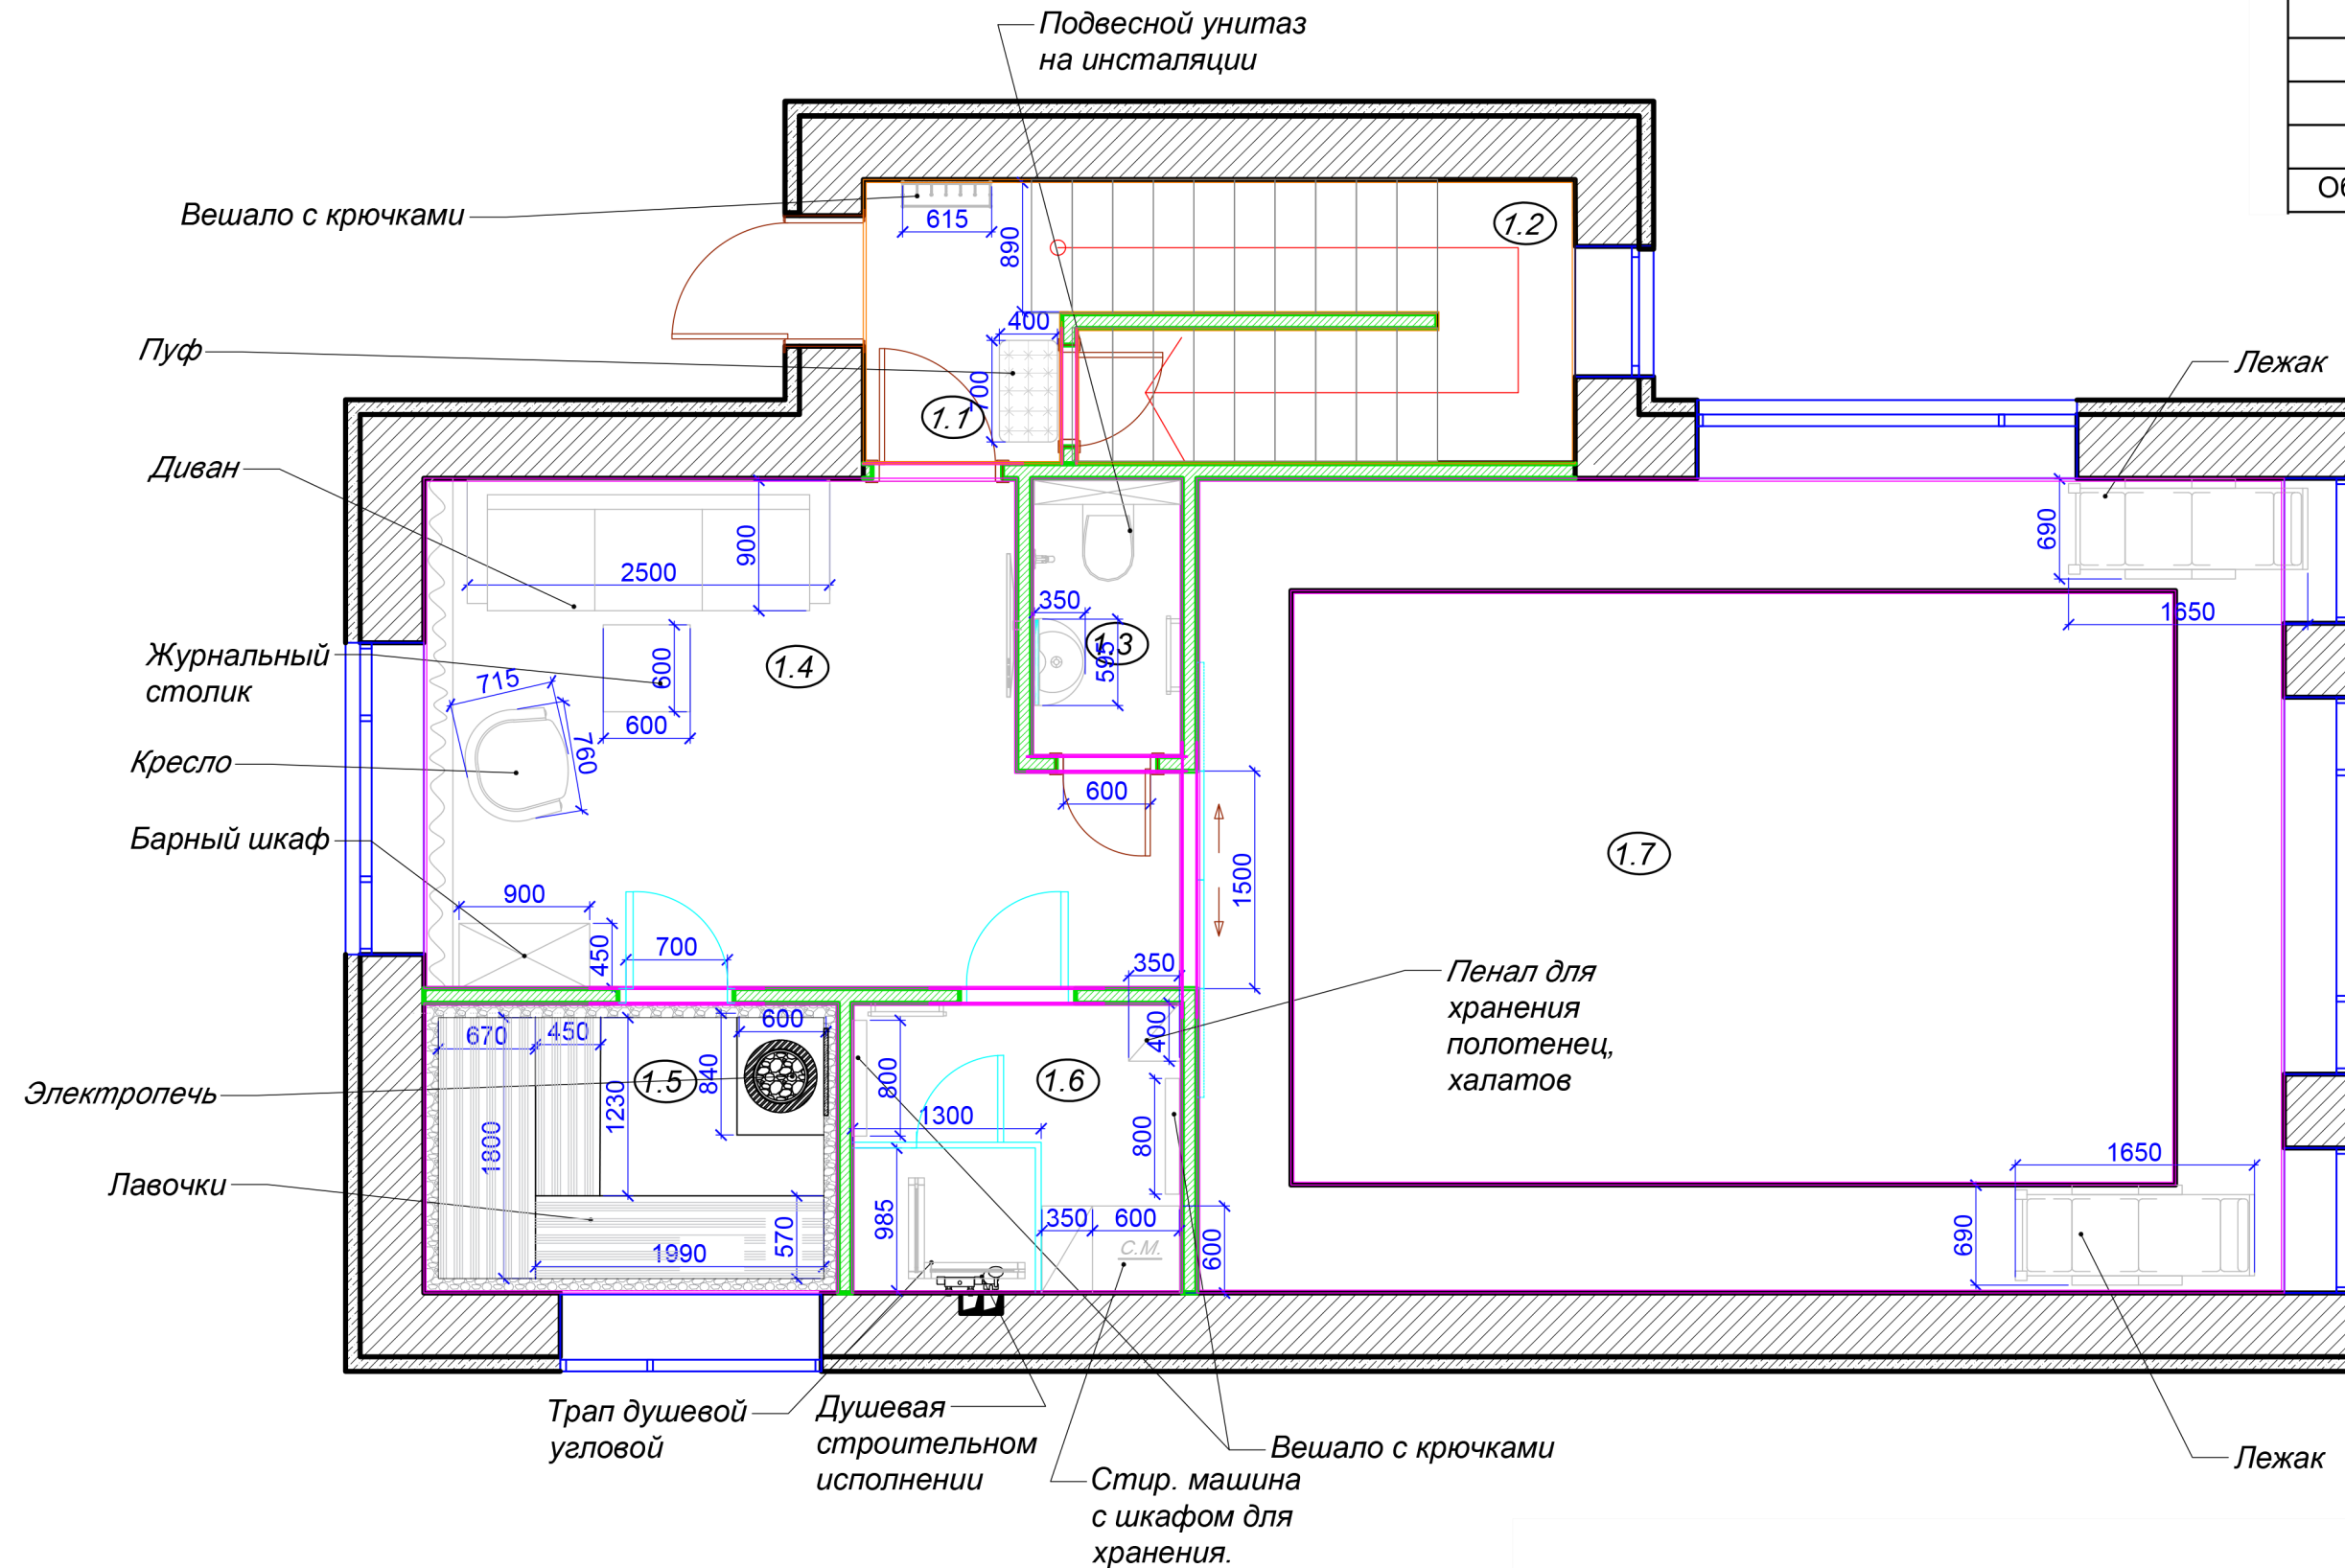 Подвесной унитаз
на инсталяции
Об
Вешало с крючками
615
890
1.2
Пуф
400
700
1.1
Лежак
Диван
2500
900
690
1650
Журнальный
столик
600
600
1.4
350
595
1.3
715
760
Кресло
600
Барный шкаф
900
450
700
1500
1.7
350
400
Пенал для
хранения
полотенец,
халатов
670
450
600
840
1.5
1230
1800
800
1300
1.6
800
Электропечь
Лавочки
1990
570
985
350
600
С.М.
600
1650
690
Трап душевой
угловой
Душевая
строительном
исполнении
Вешало с крючками
Стир. машина
с шкафом для
хранения.
Лежак